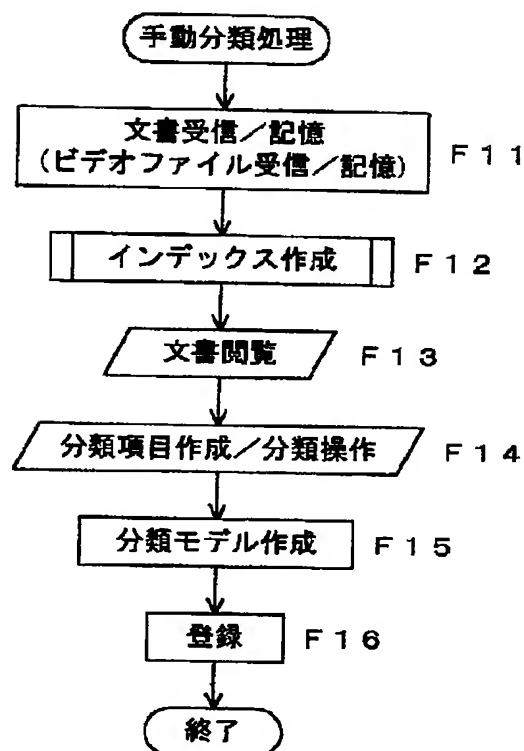 手動分類処理
文書受信／記憶
(ビデオファイル受信／記憶)
F11
インデックス作成
F12
文書閲覧
F13
分類項目作成／分類操作
F14
分類モデル作成
F15
登録
F16
終了